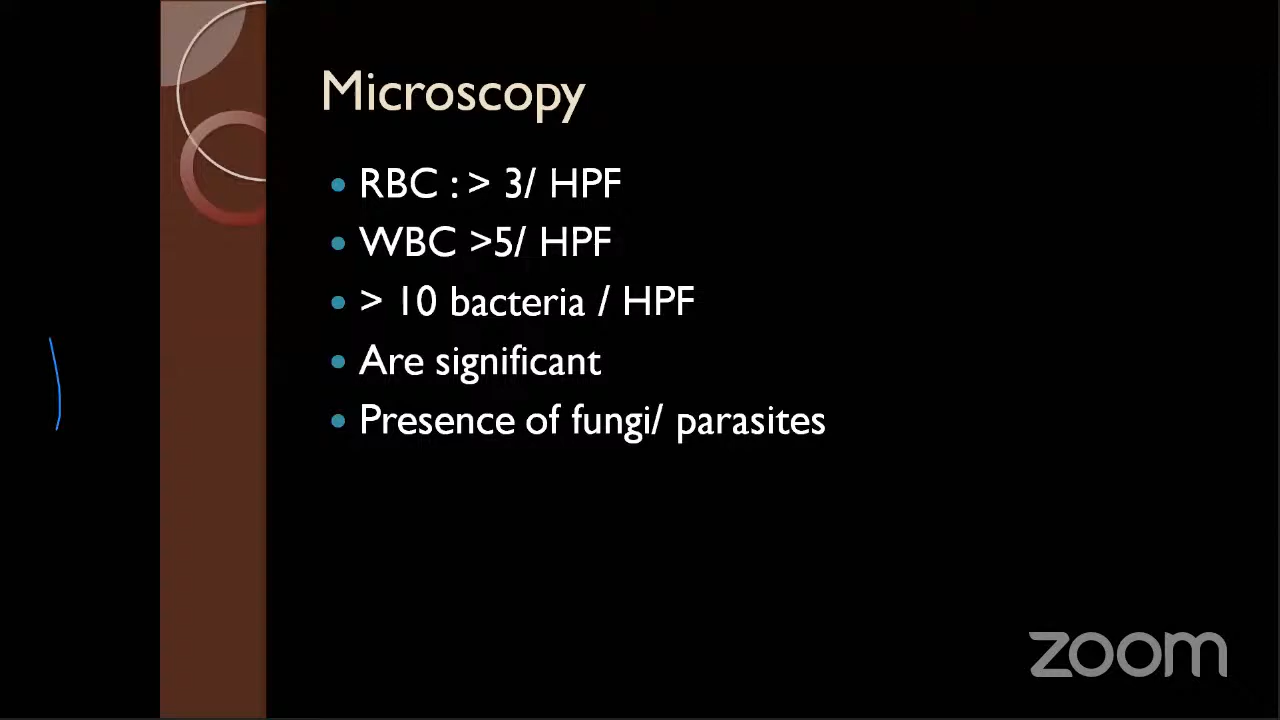 Microscopy
RBC : > 3/ HPF
WBC >5/ HPF
> 10 bacteria / HPF
Are significant
Presence of fungi/ parasites
zoom